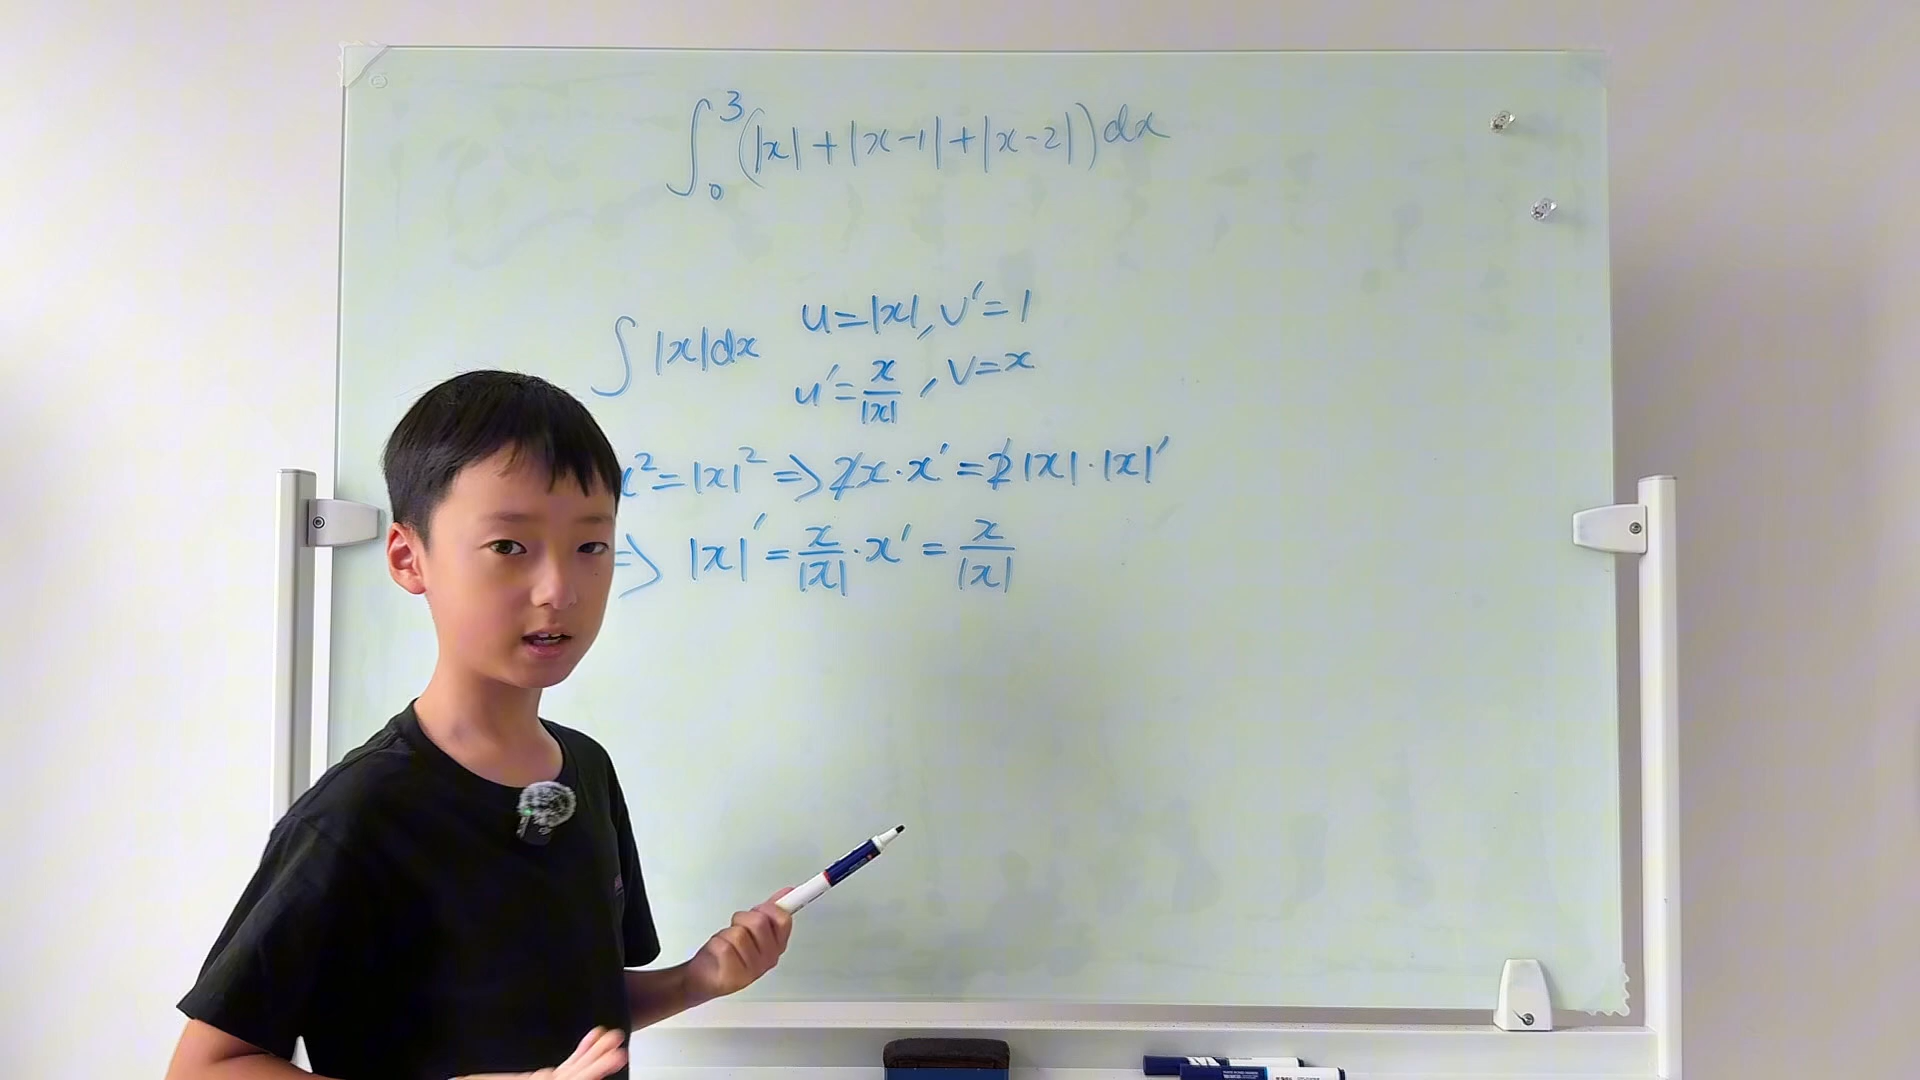 ∫₀³(|x|+|x-1|+|x-2|)dx
∫|x|dx u=|x|, v'=1
u'=x/|x|, v=x
x²=|x|² ⇒ 2x·x'=2|x|·|x|'
⇒ |x|'=x/|x|·x'=x/|x|